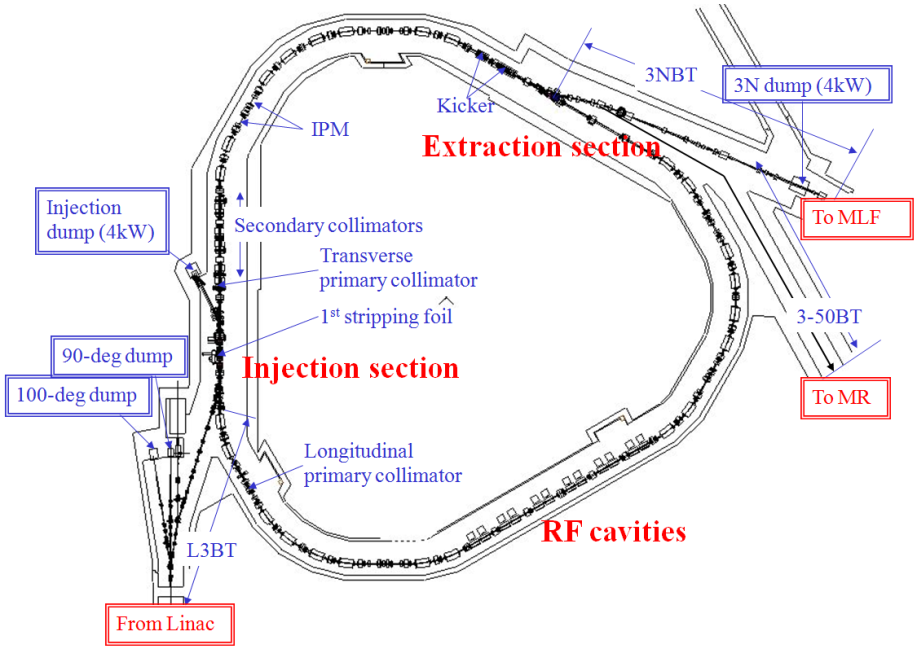 3NBT
3N dump (4kW)
Kicker
IPM
Extraction section
Injection
dump (4kW)
Secondary collimators
To MLF
Transverse
primary collimator
1st stripping foil
3-50BT
90-deg dump
Injection section
100-deg dump
To MR
Longitudinal
primary collimator
RF cavities
L3BT
From Linac